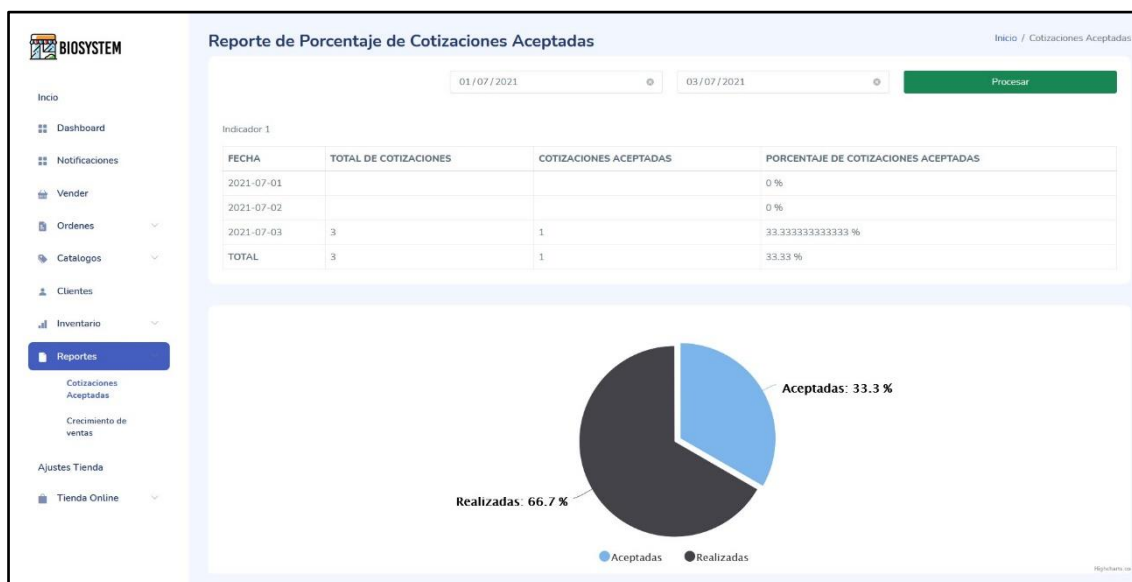 BIOSYSTEM
Reporte de Porcentaje de Cotizaciones Aceptadas
Inicio / Cotizaciones Aceptadas
01/07/2021
03/07/2021
Procesar
Incio
Dashboard
Notificaciones
Vender
Ordenes
Catalogos
Clientes
Inventario
Reportes
Cotizaciones
Aceptadas
Crecimiento de
ventas
Ajustes Tienda
Tienda Online
Indicador 1
FECHA TOTAL DE COTIZACIONES COTIZACIONES ACEPTADAS PORCENTAJE DE COTIZACIONES ACEPTADAS
2021-07-01 0 %
2021-07-02 0 %
2021-07-03 3 1 33.333333333333 %
TOTAL 3 1 33.33 %
Aceptadas: 33.3 %
Realizadas: 66.7 %
Aceptadas Realizadas